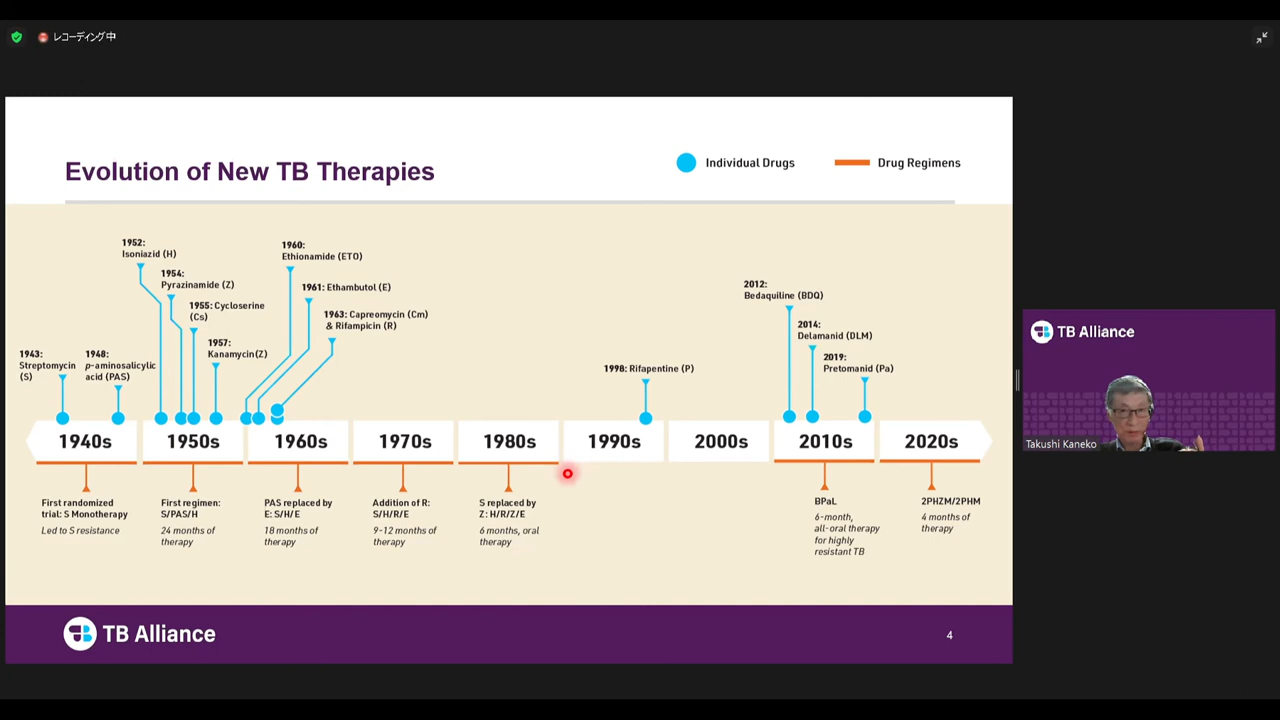 レコーディング中
Evolution of New TB Therapies
Individual Drugs
Drug Regimens
1943:
Streptomycin
(S)
1948:
p-aminosalicylic
acid (PAS)
1952:
Isoniazid (H)
1954:
Pyrazinamide (Z)
1955: Cycloserine
(Cs)
1957:
Kanamycin(Z)
1960:
Ethionamide (ETO)
1961: Ethambutol (E)
1963: Capreomycin (Cm)
& Rifampicin (R)
1998: Rifapentine (P)
2012:
Bedaquiline (BDQ)
2014:
Delamanid (DLM)
2019:
Pretomanid (Pa)
1940s
1950s
1960s
1970s
1980s
1990s
2000s
2010s
2020s
First randomized
trial: S Monotherapy
Led to S resistance
First regimen:
S/PAS/H
24 months of
therapy
PAS replaced by
E: S/H/E
18 months of
therapy
Addition of R:
S/H/R/E
9-12 months of
therapy
S replaced by
Z: H/R/Z/E
6 months, oral
therapy
BPaL
6-month,
all-oral therapy
for highly
resistant TB
2PHZM/2PHM
4 months of
therapy
TB Alliance
4
TB Alliance
Takushi Kaneko